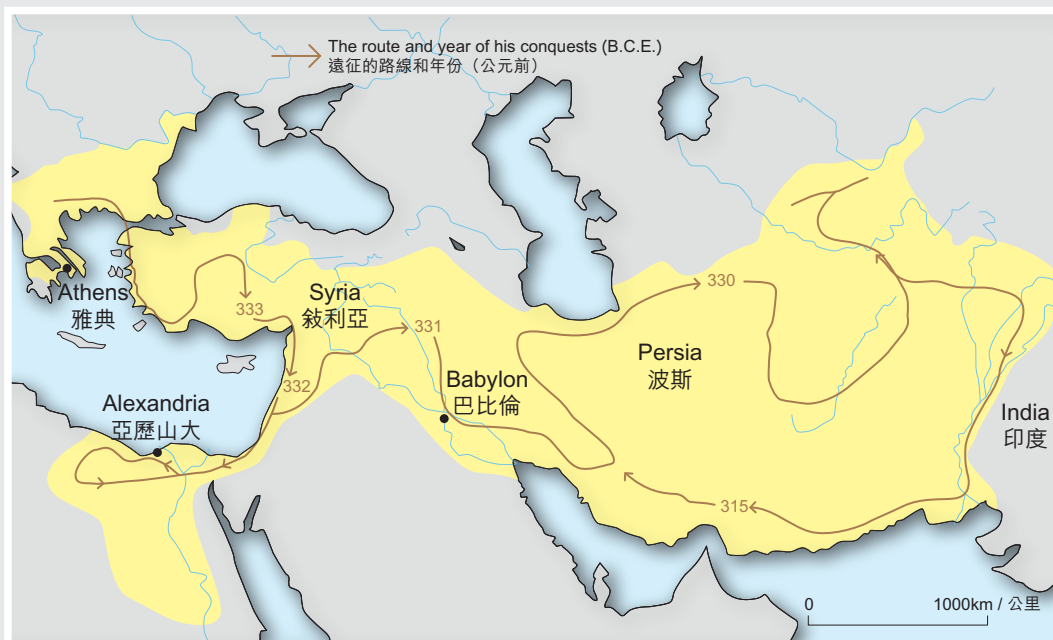 The route and year of his conquests (B.C.E.)
遠征的路線和年份（公元前）
Athens
雅典
333
Syria
敍利亞
331
330
332
Persia
波斯
Babylon
巴比倫
Alexandria
亞歷山大
India
印度
315
0
1000km / 公里